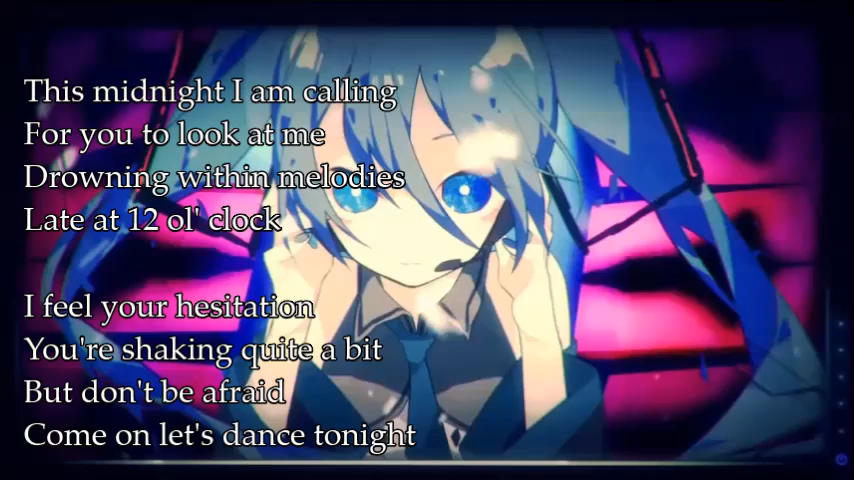 This midnight I am calling
For you to look at me
Drowning within melodies
Late at 12 ol' clock
I feel your hesitation
You're shaking quite a bit
But don't be afraid
Come on let's dance tonight